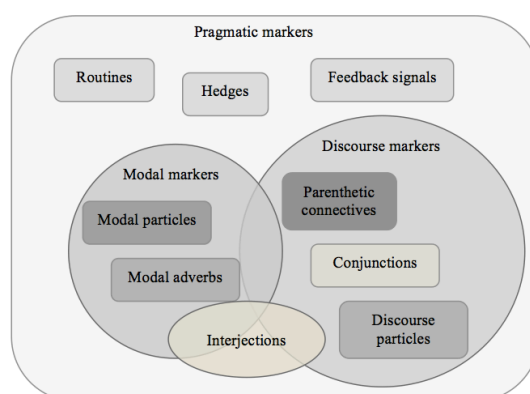 Pragmatic markers
Routines
Hedges
Feedback signals
Discourse markers
Modal markers
Parenthetic
connectives
Modal particles
Conjunctions
Modal adverbs
Discourse
particles
Interjections